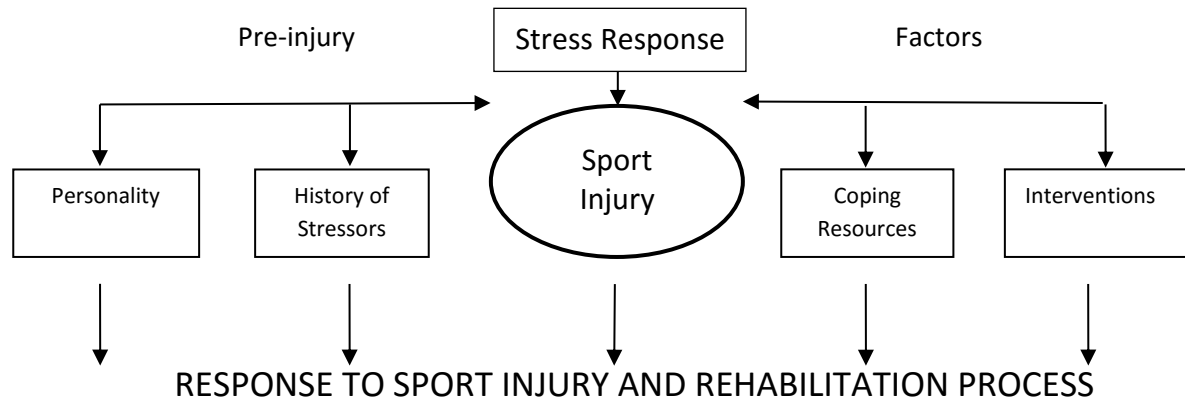 Pre-injury
Stress Response
Factors
Sport
Injury
Personality
History of
Stressors
Coping
Resources
Interventions
RESPONSE TO SPORT INJURY AND REHABILITATION PROCESS